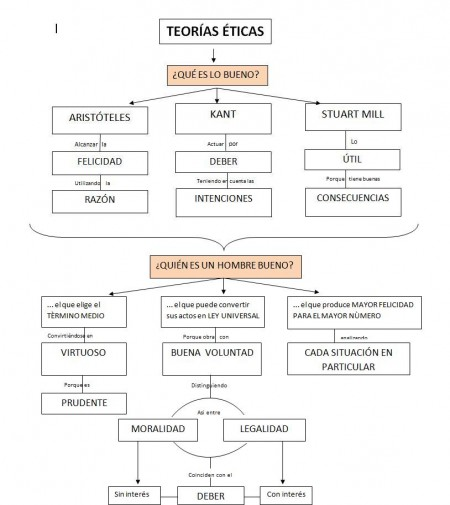 TEORÍAS ÉTICAS
¿QUÉ ES LO BUENO?
ARISTÓTELES
KANT
STUART MILL
Alcanzar la
Actuar por
Lo
FELICIDAD
DEBER
ÚTIL
Utilizando la
Teniendo en cuenta las
Porque tiene buenas
RAZÓN
INTENCIONES
CONSECUENCIAS
¿QUIÉN ES UN HOMBRE BUENO?
... el que elige el
TÈRMINO MEDIO
... el que puede convertir
sus actos en LEY UNIVERSAL
... el que produce MAYOR FELICIDAD
PARA EL MAYOR NÙMERO
Convirtiéndose en
Porque obra con
analizando
VIRTUOSO
BUENA VOLUNTAD
CADA SITUACIÓN EN
PARTICULAR
Porque es
Distinguiendo
PRUDENTE
Así entre
MORALIDAD
LEGALIDAD
Coinciden con el
Sin interés
DEBER
Con interés